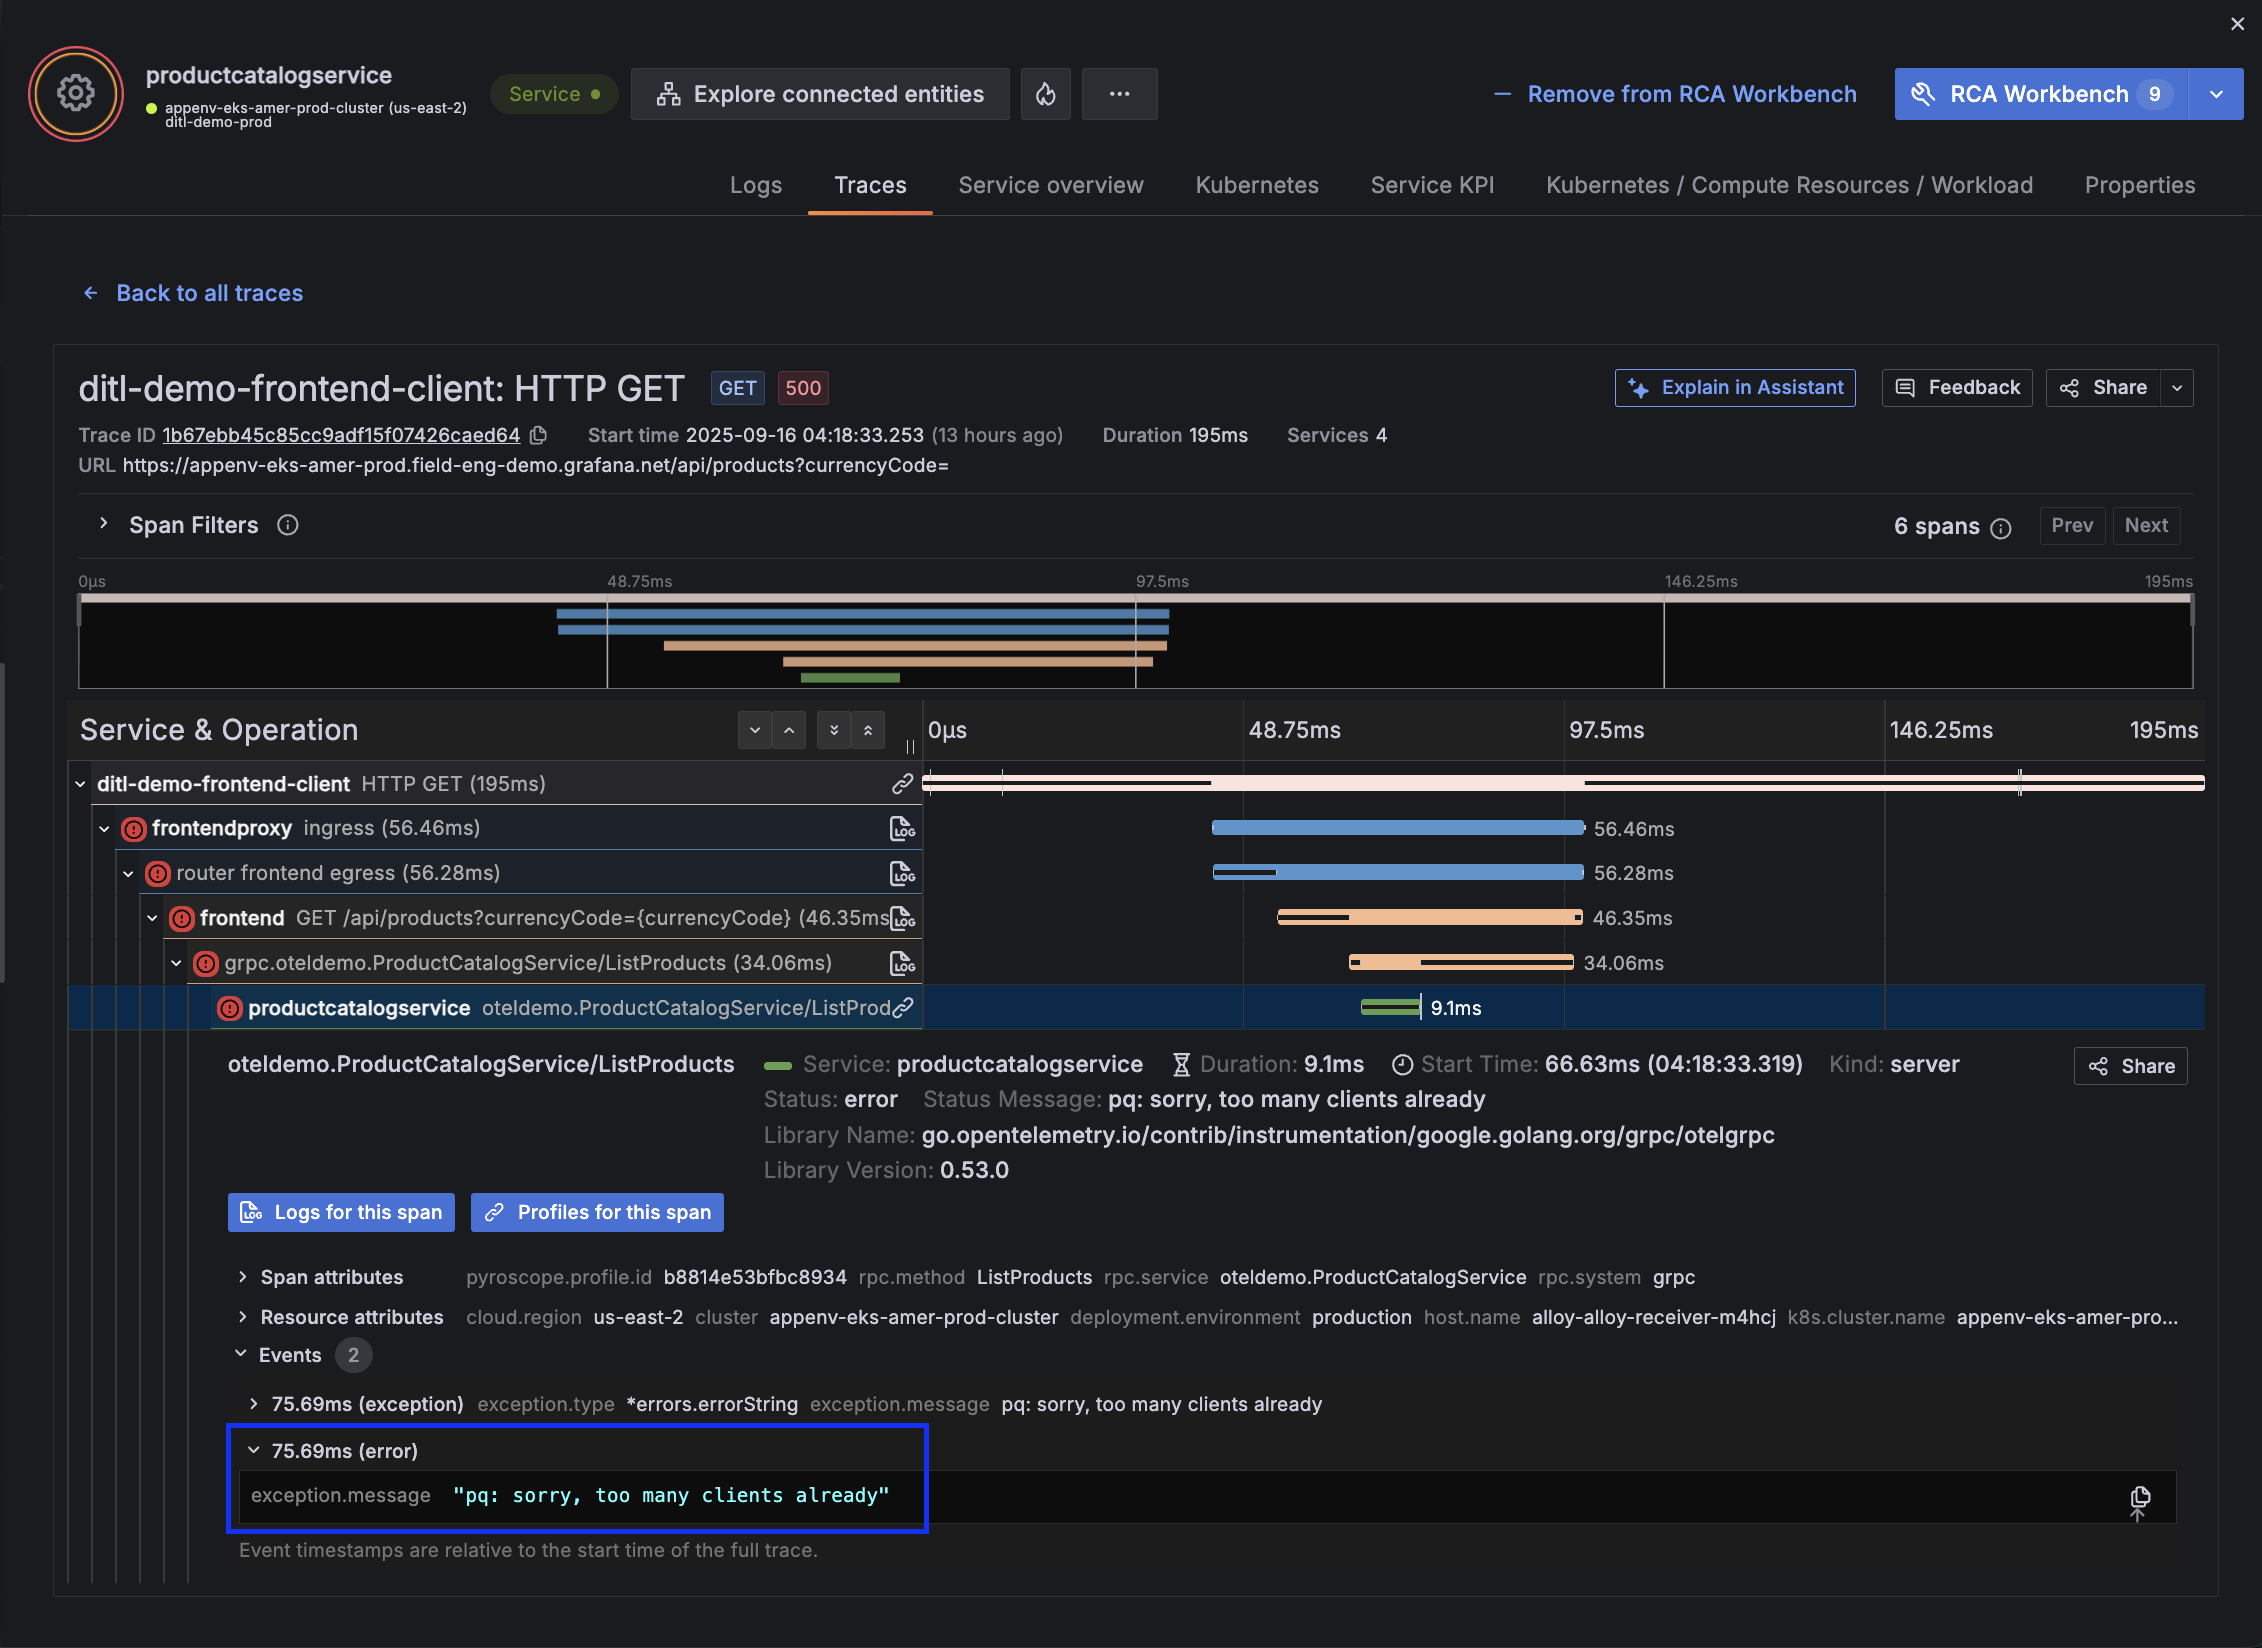 productcatalogservice
appenv-eks-amer-prod-cluster (us-east-2)
ditl-demo-prod
Service
Explore connected entities
Remove from RCA Workbench
RCA Workbench 9
Logs Traces Service overview Kubernetes Service KPI Kubernetes / Compute Resources / Workload Properties
Back to all traces
ditl-demo-frontend-client: HTTP GET GET 500
Explain in Assistant Feedback Share
Trace ID 1b67ebb45c85cc9adf15f07426caed64 Start time 2025-09-16 04:18:33.253 (13 hours ago) Duration 195ms Services 4
URL https://appenv-eks-amer-prod.field-eng-demo.grafana.net/api/products?currencyCode=
Span Filters 6 spans Prev Next
0μs 48.75ms 97.5ms 146.25ms 195ms
Service & Operation 0μs 48.75ms 97.5ms 146.25ms 195ms
ditl-demo-frontend-client HTTP GET (195ms)
frontendproxy ingress (56.46ms) LOG 56.46ms
router frontend egress (56.28ms) LOG 56.28ms
frontend GET /api/products?currencyCode={currencyCode} (46.35ms LOG 46.35ms
grpc.oteldemo.ProductCatalogService/ListProducts (34.06ms) LOG 34.06ms
productcatalogservice oteldemo.ProductCatalogService/ListProd 9.1ms
oteldemo.ProductCatalogService/ListProducts Service: productcatalogservice Duration: 9.1ms Start Time: 66.63ms (04:18:33.319) Kind: server Share
Status: error Status Message: pq: sorry, too many clients already
Library Name: go.opentelemetry.io/contrib/instrumentation/google.golang.org/grpc/otelgrpc
Library Version: 0.53.0
LOG Logs for this span Profiles for this span
Span attributes pyroscope.profile.id b8814e53bfbc8934 rpc.method ListProducts rpc.service oteldemo.ProductCatalogService rpc.system grpc
Resource attributes cloud.region us-east-2 cluster appenv-eks-amer-prod-cluster deployment.environment production host.name alloy-alloy-receiver-m4hcj k8s.cluster.name appenv-eks-amer-pro...
Events 2
75.69ms (exception) exception.type *errors.errorString exception.message pq: sorry, too many clients already
75.69ms (error)
exception.message "pq: sorry, too many clients already"
Event timestamps are relative to the start time of the full trace.